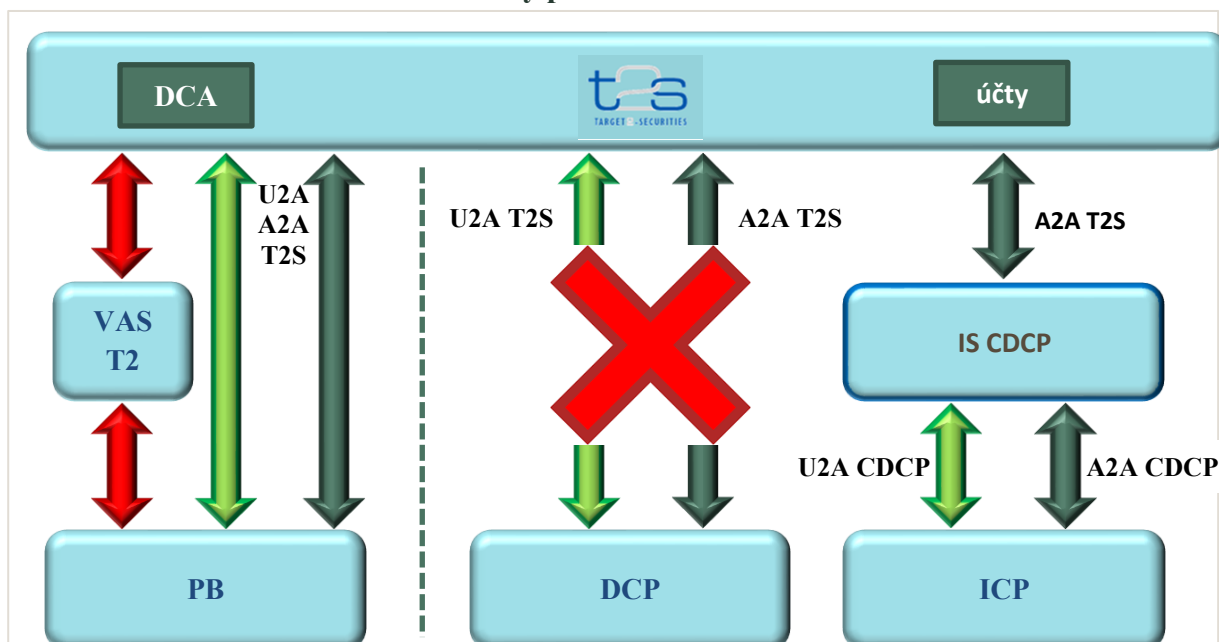 DCA
t2s
TARGET2-SECURITIES
účty
U2A
A2A
T2S
U2A T2S
A2A T2S
A2A T2S
VAS
T2
IS CDCP
U2A CDCP
A2A CDCP
PB
DCP
ICP